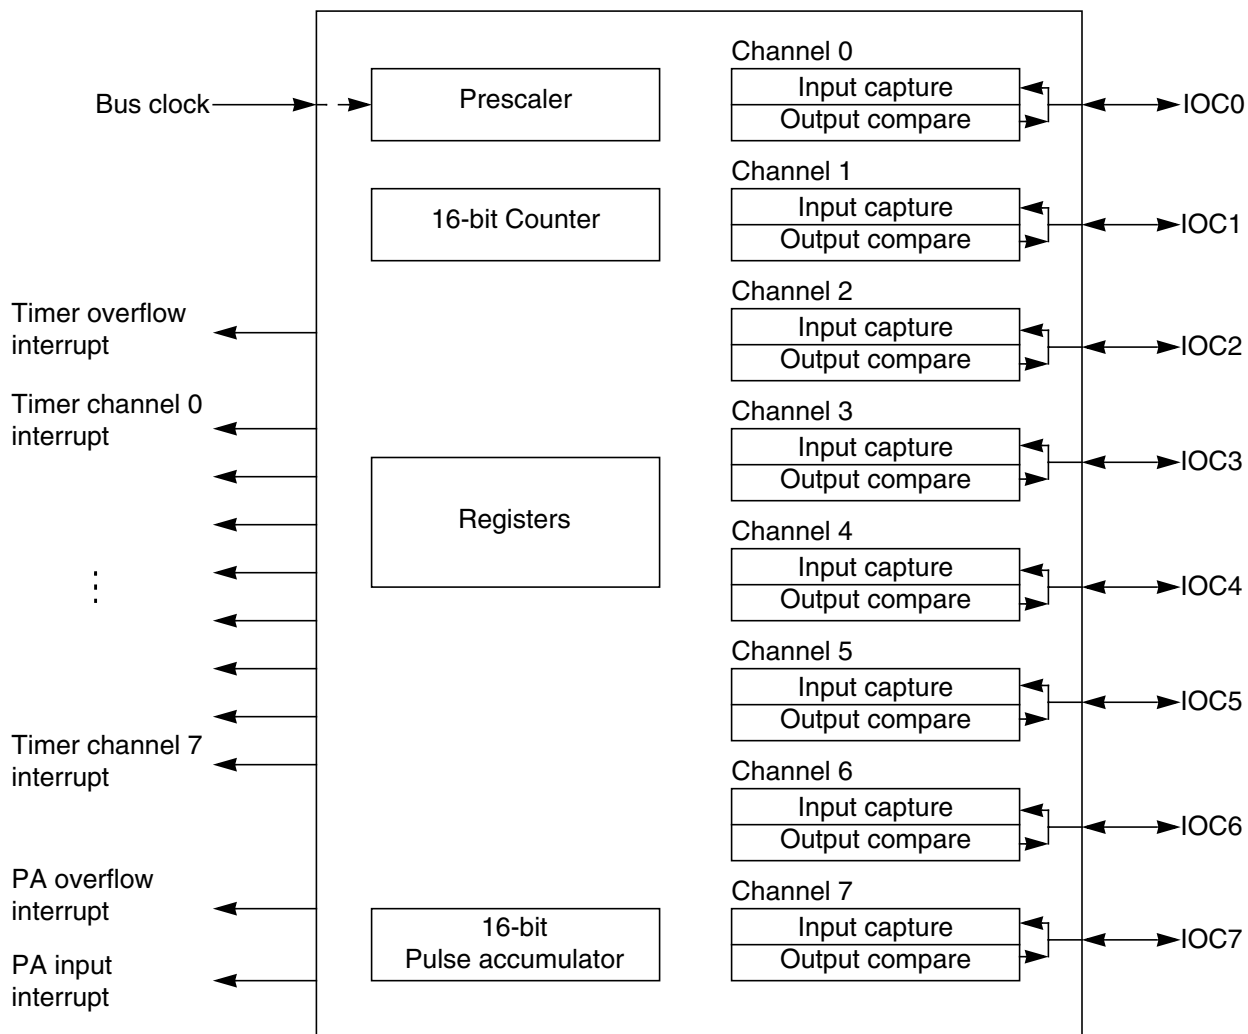 Bus clock
Timer overflow
interrupt
Timer channel 0
interrupt
Timer channel 7
interrupt
PA overflow
interrupt
PA input
interrupt
Prescaler
16-bit Counter
Registers
16-bit
Pulse accumulator
Channel 0
Input capture
Output compare
IOC0
Channel 1
Input capture
Output compare
IOC1
Channel 2
Input capture
Output compare
IOC2
Channel 3
Input capture
Output compare
IOC3
Channel 4
Input capture
Output compare
IOC4
Channel 5
Input capture
Output compare
IOC5
Channel 6
Input capture
Output compare
IOC6
Channel 7
Input capture
Output compare
IOC7